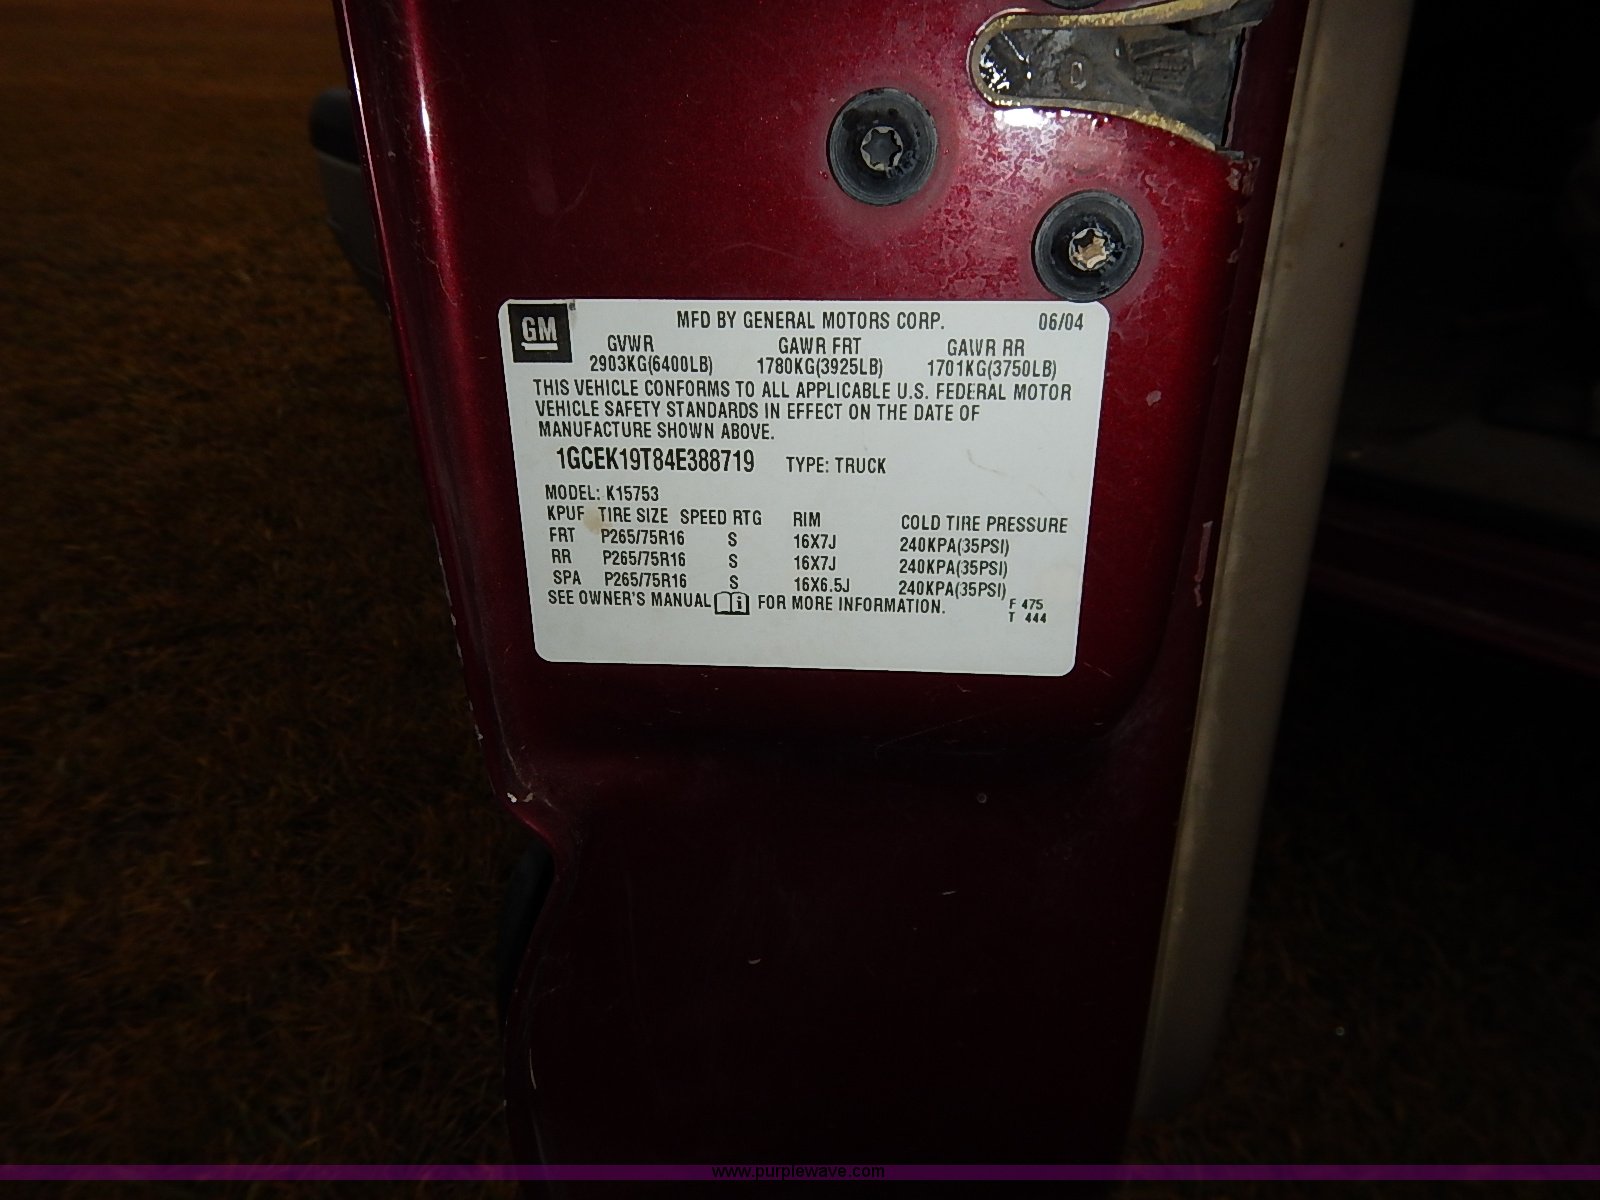 GM
MFD BY GENERAL MOTORS CORP. 06/04
GVWR GAWR FRT GAWR RR
2903KG(6400LB) 1780KG(3925LB) 1701KG(3750LB)
THIS VEHICLE CONFORMS TO ALL APPLICABLE U.S. FEDERAL MOTOR
VEHICLE SAFETY STANDARDS IN EFFECT ON THE DATE OF
MANUFACTURE SHOWN ABOVE.
1GCEK19T84E388719 TYPE: TRUCK
MODEL: K15753
KPUF TIRE SIZE SPEED RTG RIM COLD TIRE PRESSURE
FRT P265/75R16 S 16X7J 240KPA(35PSI)
RR P265/75R16 S 16X7J 240KPA(35PSI)
SPA P265/75R16 S 16X6.5J 240KPA(35PSI)
SEE OWNER'S MANUAL i FOR MORE INFORMATION.
F 475
T 444
www.purplewave.com